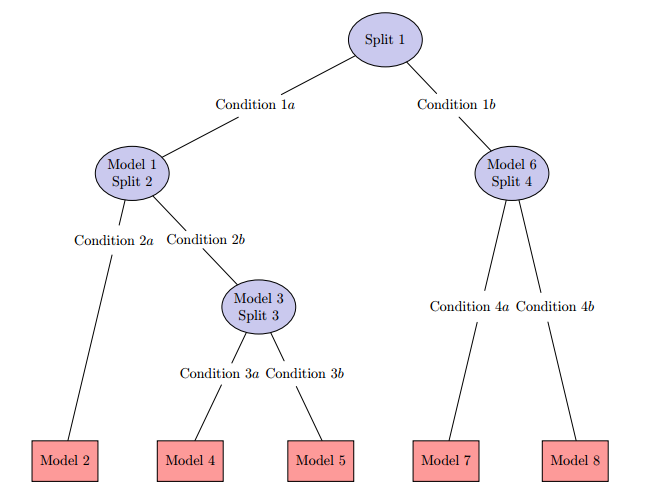 Split 1
Condition 1a
Condition 1b
Model 1
Split 2
Model 6
Split 4
Condition 2a
Condition 2b
Model 3
Split 3
Condition 4a
Condition 4b
Condition 3a
Condition 3b
Model 2
Model 4
Model 5
Model 7
Model 8